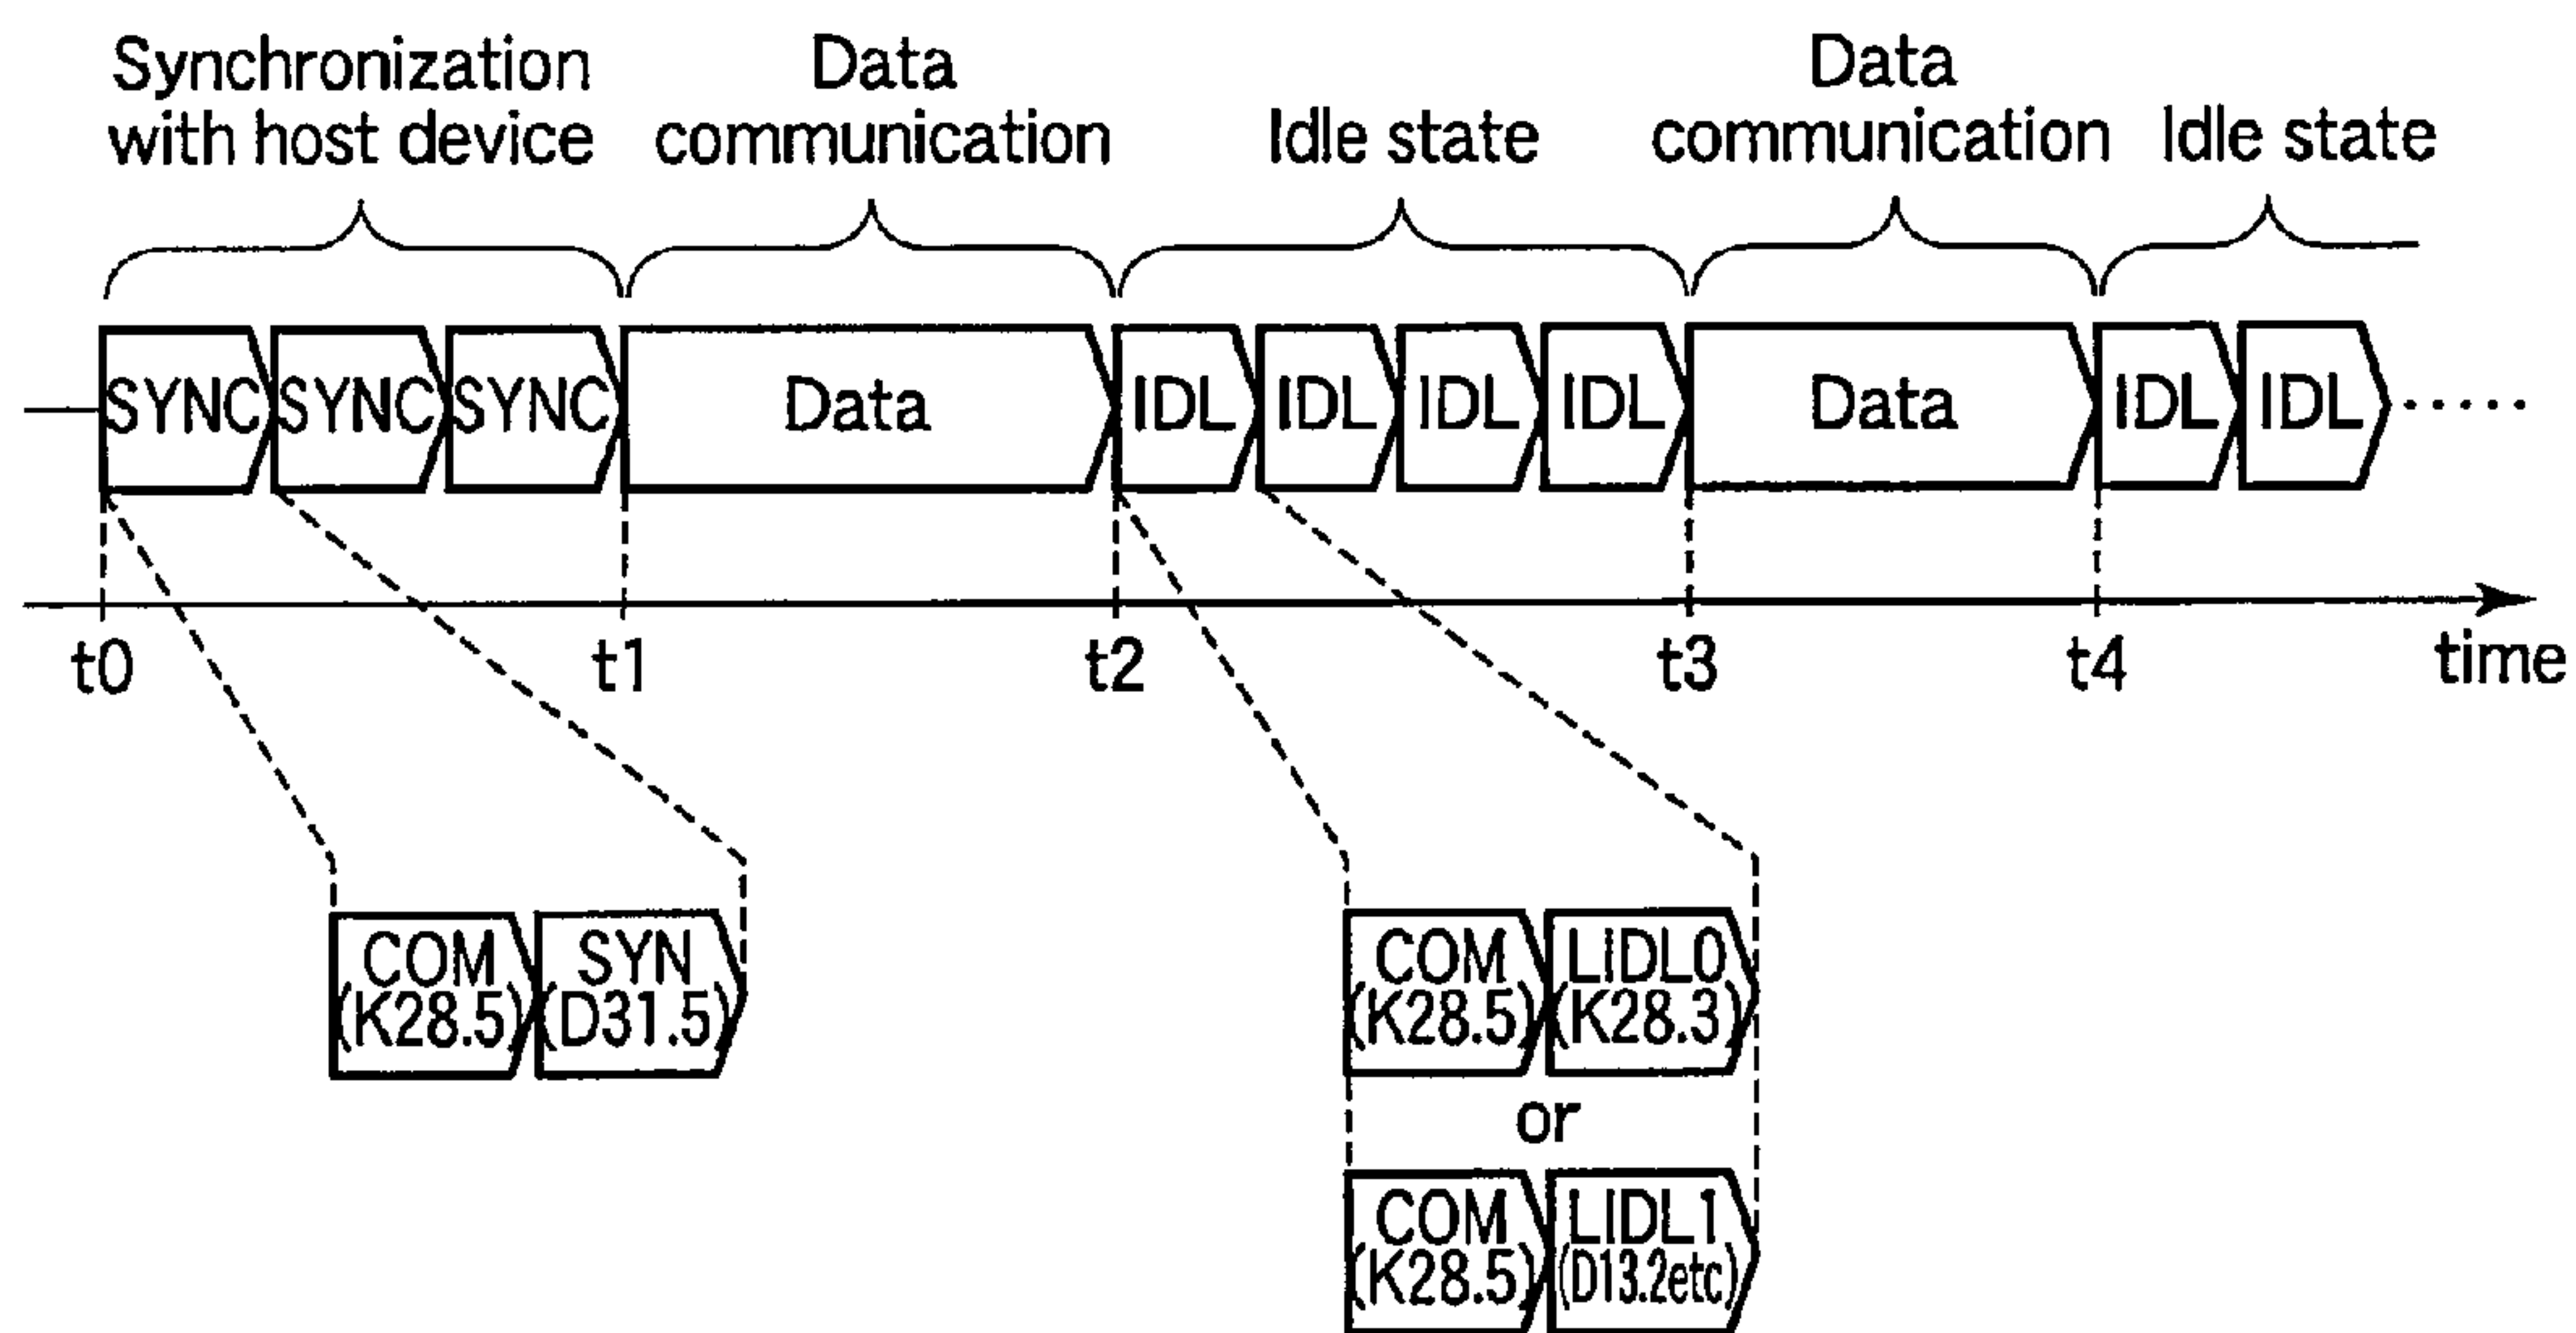 Synchronization
with host device
Data
communication
Idle state
Data
communication
Idle state
SYNC SYNC SYNC Data IDL IDL IDL IDL Data IDL IDL ·····
t0 t1 t2 t3 t4 time
COM
(K28.5)
SYN
(D31.5)
COM
(K28.5)
LIDL0
(K28.3)
or
COM
(K28.5)
LIDL1
(D13.2etc)